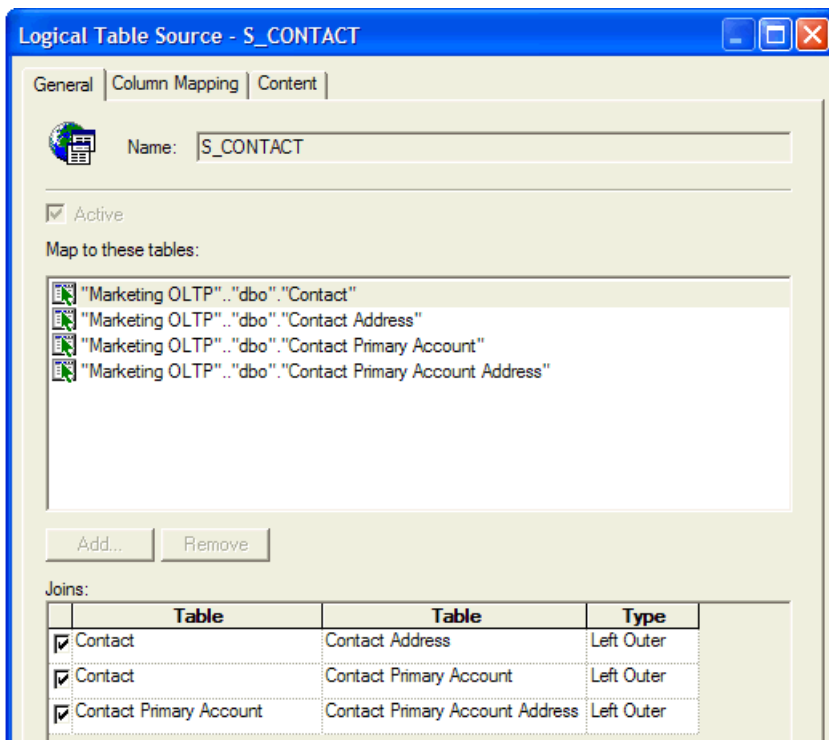 Logical Table Source - S_CONTACT
General Column Mapping Content
Name: S_CONTACT
Active
Map to these tables:
"Marketing OLTP".."dbo"."Contact"
"Marketing OLTP".."dbo"."Contact Address"
"Marketing OLTP".."dbo"."Contact Primary Account"
"Marketing OLTP".."dbo"."Contact Primary Account Address"
Add... Remove
Joins:
Table Table Type
Contact Contact Address Left Outer
Contact Contact Primary Account Left Outer
Contact Primary Account Contact Primary Account Address Left Outer